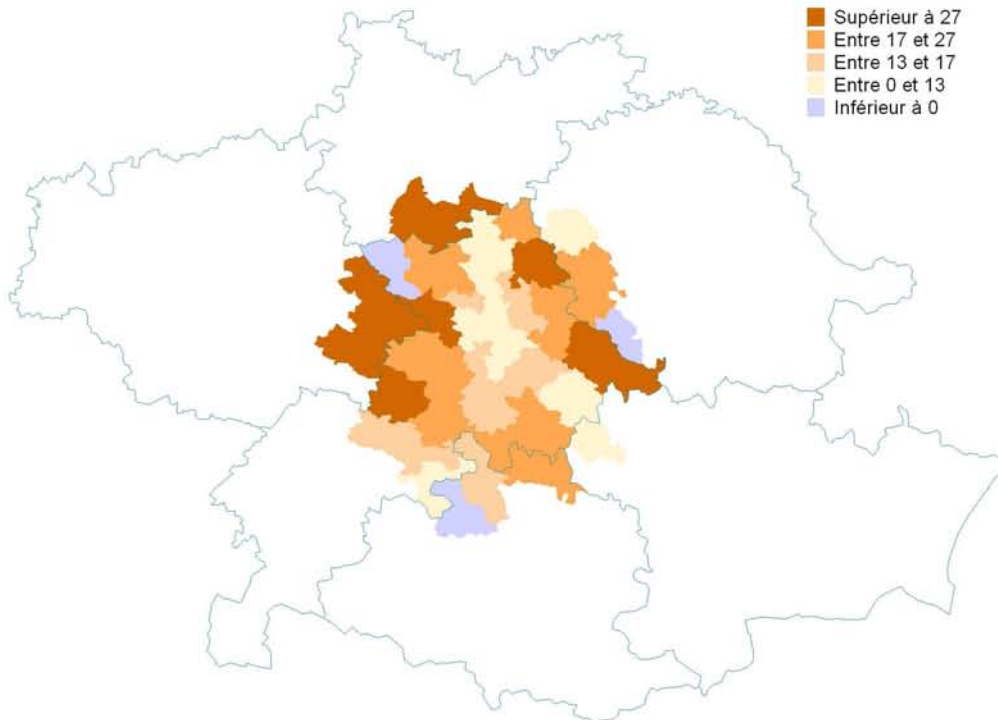 Supérieur à 27
Entre 17 et 27
Entre 13 et 17
Entre 0 et 13
Inférieur à 0